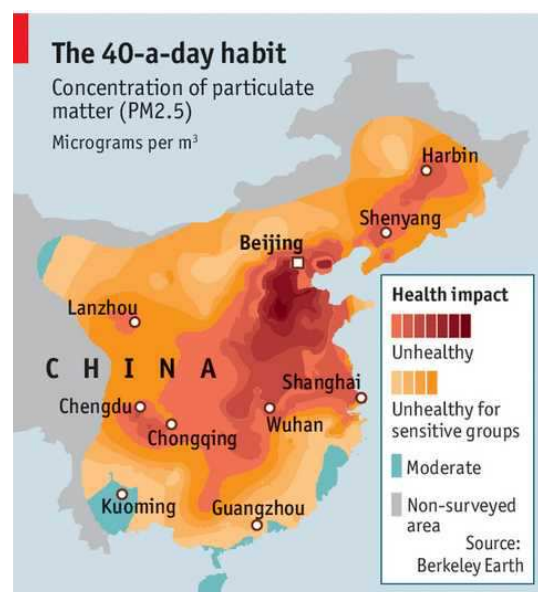 The 40-a-day habit
Concentration of particulate
matter (PM2.5)
Micrograms per m³
Harbin
Shenyang
Beijing
Lanzhou
CHINA
Chengdu
Chongqing
Shanghai
Wuhan
Kuoming
Guangzhou
Health impact
Unhealthy
Unhealthy for
sensitive groups
Moderate
Non-surveyed
area
Source:
Berkeley Earth